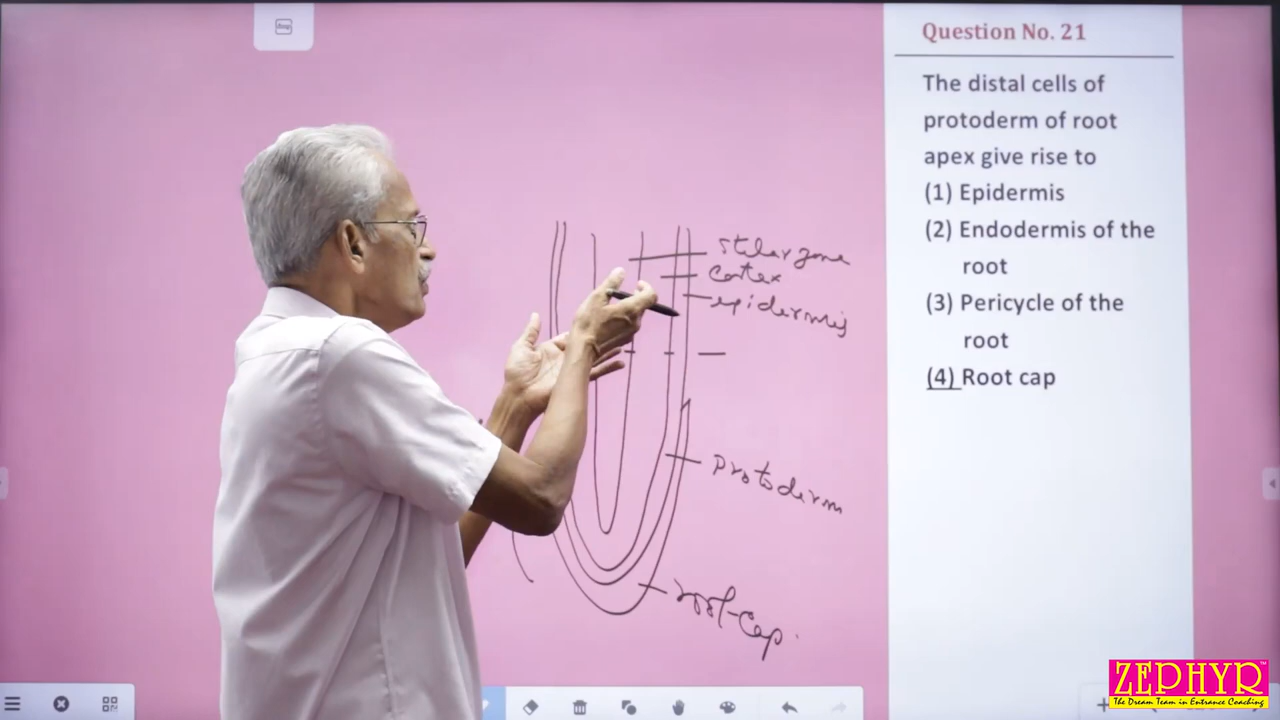 Question No. 21
The distal cells of
protoderm of root
apex give rise to
(1) Epidermis
(2) Endodermis of the
root
(3) Pericycle of the
root
(4) Root cap
Stelar zone
Cortex
epidermis
protoderm
root-cap
ZEPHYR™
The Dream Team in Entrance Coaching